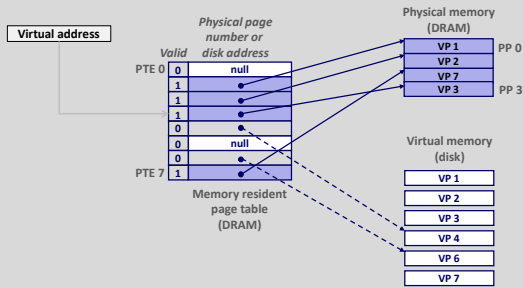 Virtual address
Physical page
number or
disk address
Valid
PTE 0
0
null
1
1
1
0
0
null
0
PTE 7
1
Memory resident
page table
(DRAM)
Physical memory
(DRAM)
VP 1
PP 0
VP 2
VP 7
VP 3
PP 3
Virtual memory
(disk)
VP 1
VP 2
VP 3
VP 4
VP 6
VP 7